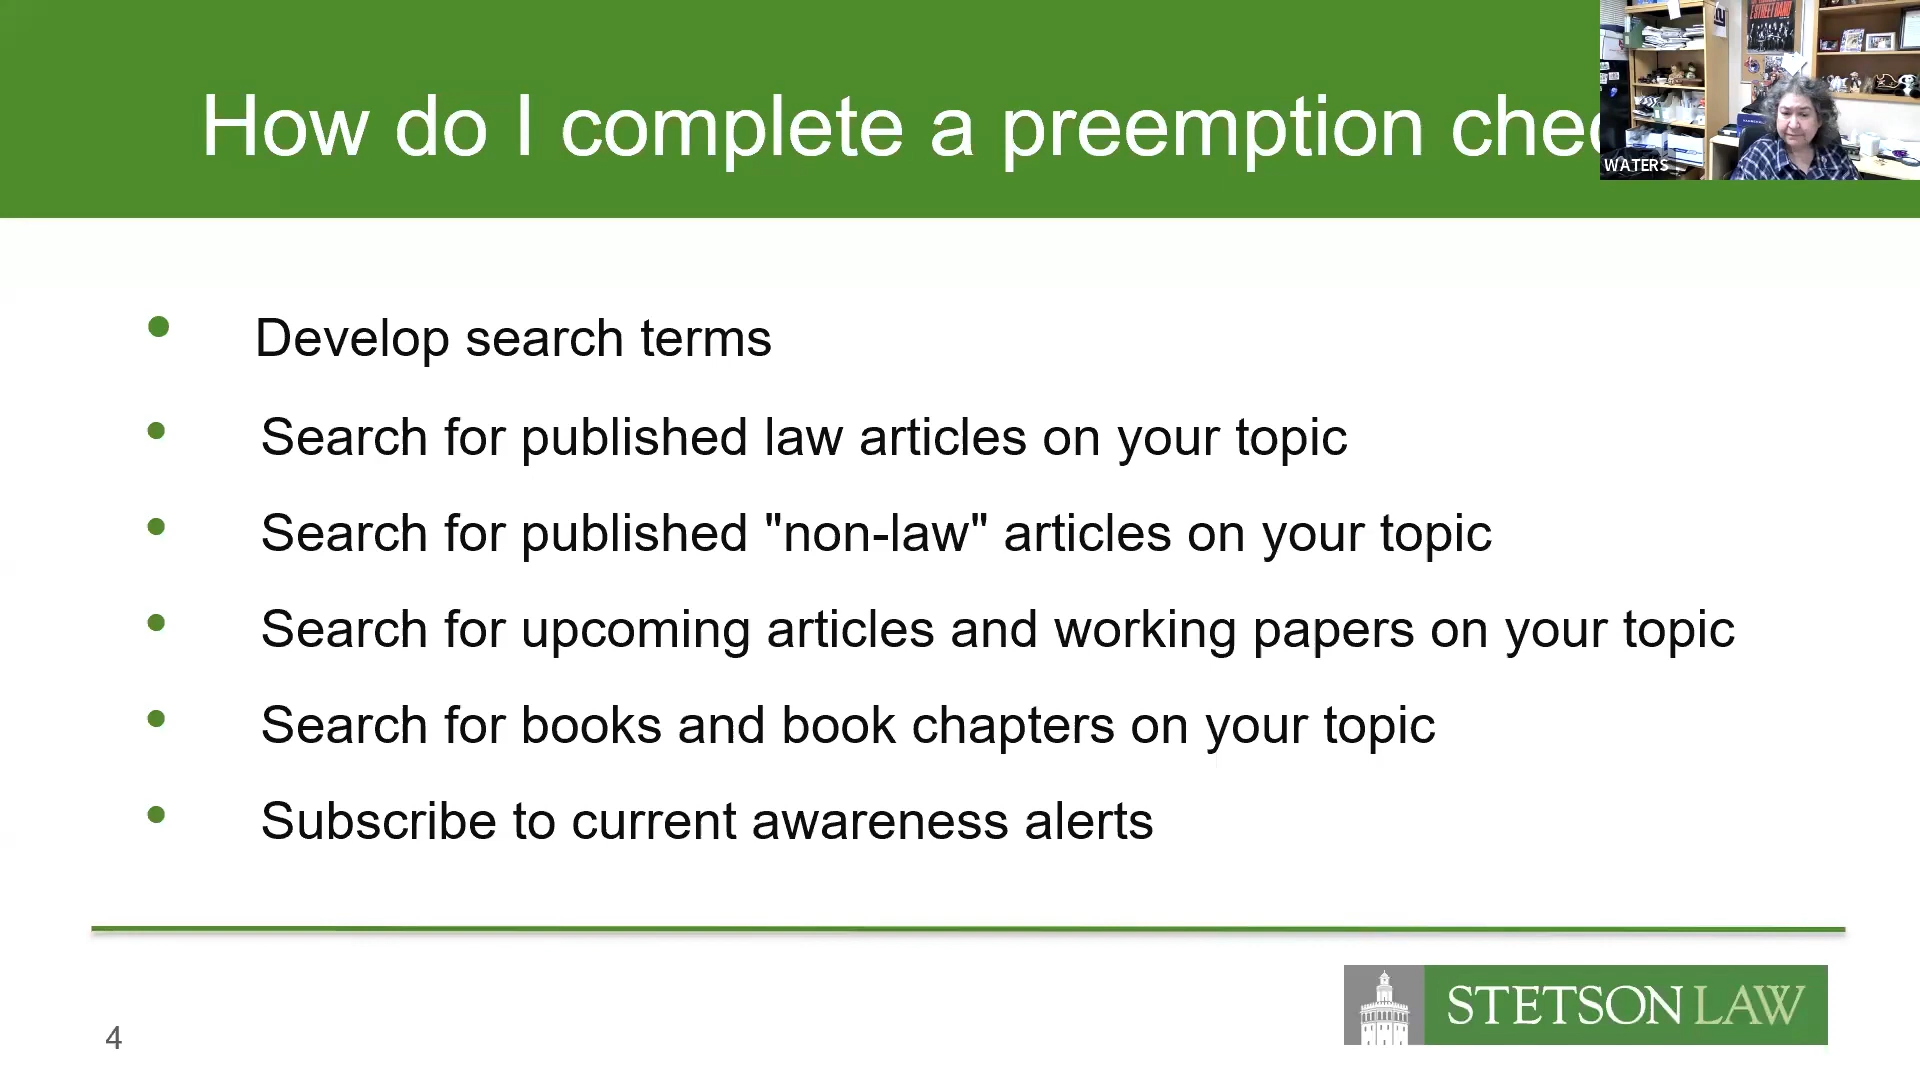 How do I complete a preemption chec
E STREET BAND
WATERS
• Develop search terms
• Search for published law articles on your topic
• Search for published "non-law" articles on your topic
• Search for upcoming articles and working papers on your topic
• Search for books and book chapters on your topic
• Subscribe to current awareness alerts
STETSON LAW
4